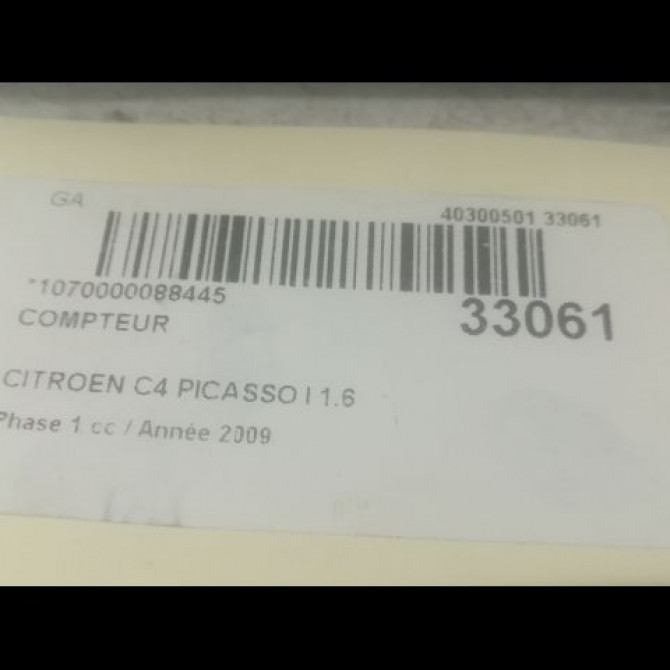 GA
40300501 33061
*1070000088445
33061
COMPTEUR
CITROEN C4 PICASSO I 1.6
Phase 1 cc / Année 2009